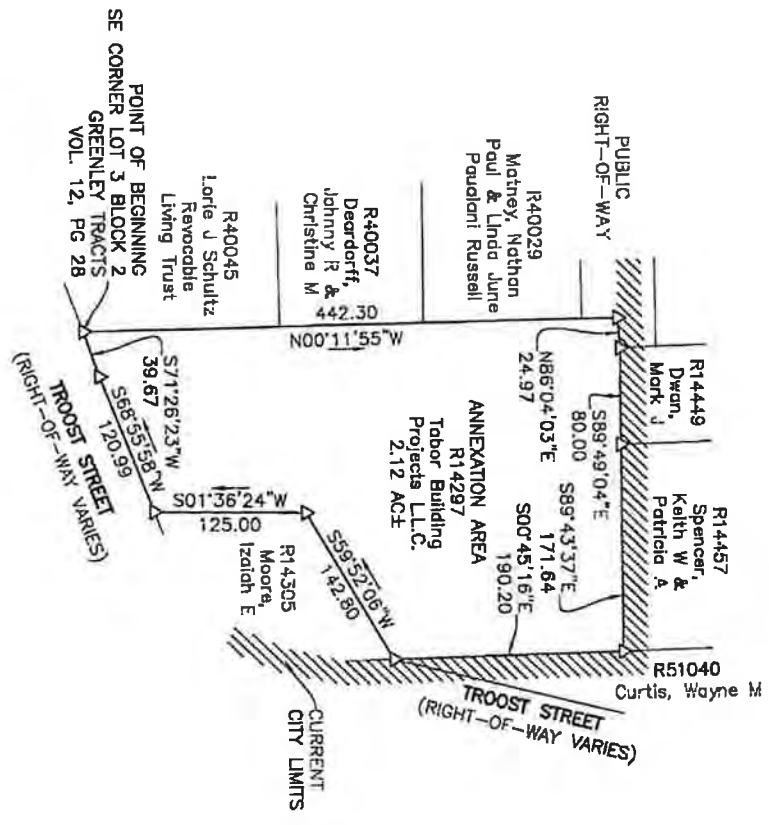 PUBLIC
RIGHT-OF-WAY
R14449
Dwan,
Mark J
R14457
Spencer,
Keith W &
Patricia A
R51040
Curtis, Wayne M
R40029
Matney, Nathan
Paul & Linda June
Paualani Russell
R40037
Deardorff,
Johnny R &
Christine M
R40045
Lorie J Schultz
Revocable
Living Trust
POINT OF BEGINNING
SE CORNER LOT 3 BLOCK 2
GREENLEY TRACTS
VOL. 12, PG 28
442.30
N00°11'55"W
N86°04'03"E
24.97
S89°49'04"E
80.00
S89°43'37"E
171.64
S00°45'16"E
190.20
ANNEXATION AREA
R14297
Tabor Building
Projects L.L.C.
2.12 AC±
S59°52'06"W
142.80
S01°36'24"W
125.00
S68°55'58"W
120.99
S71°26'23"W
39.67
R14305
Moore,
Izaiah E
TROOST STREET
(RIGHT-OF-WAY VARIES)
TROOST STREET
(RIGHT-OF-WAY VARIES)
CURRENT
CITY LIMITS